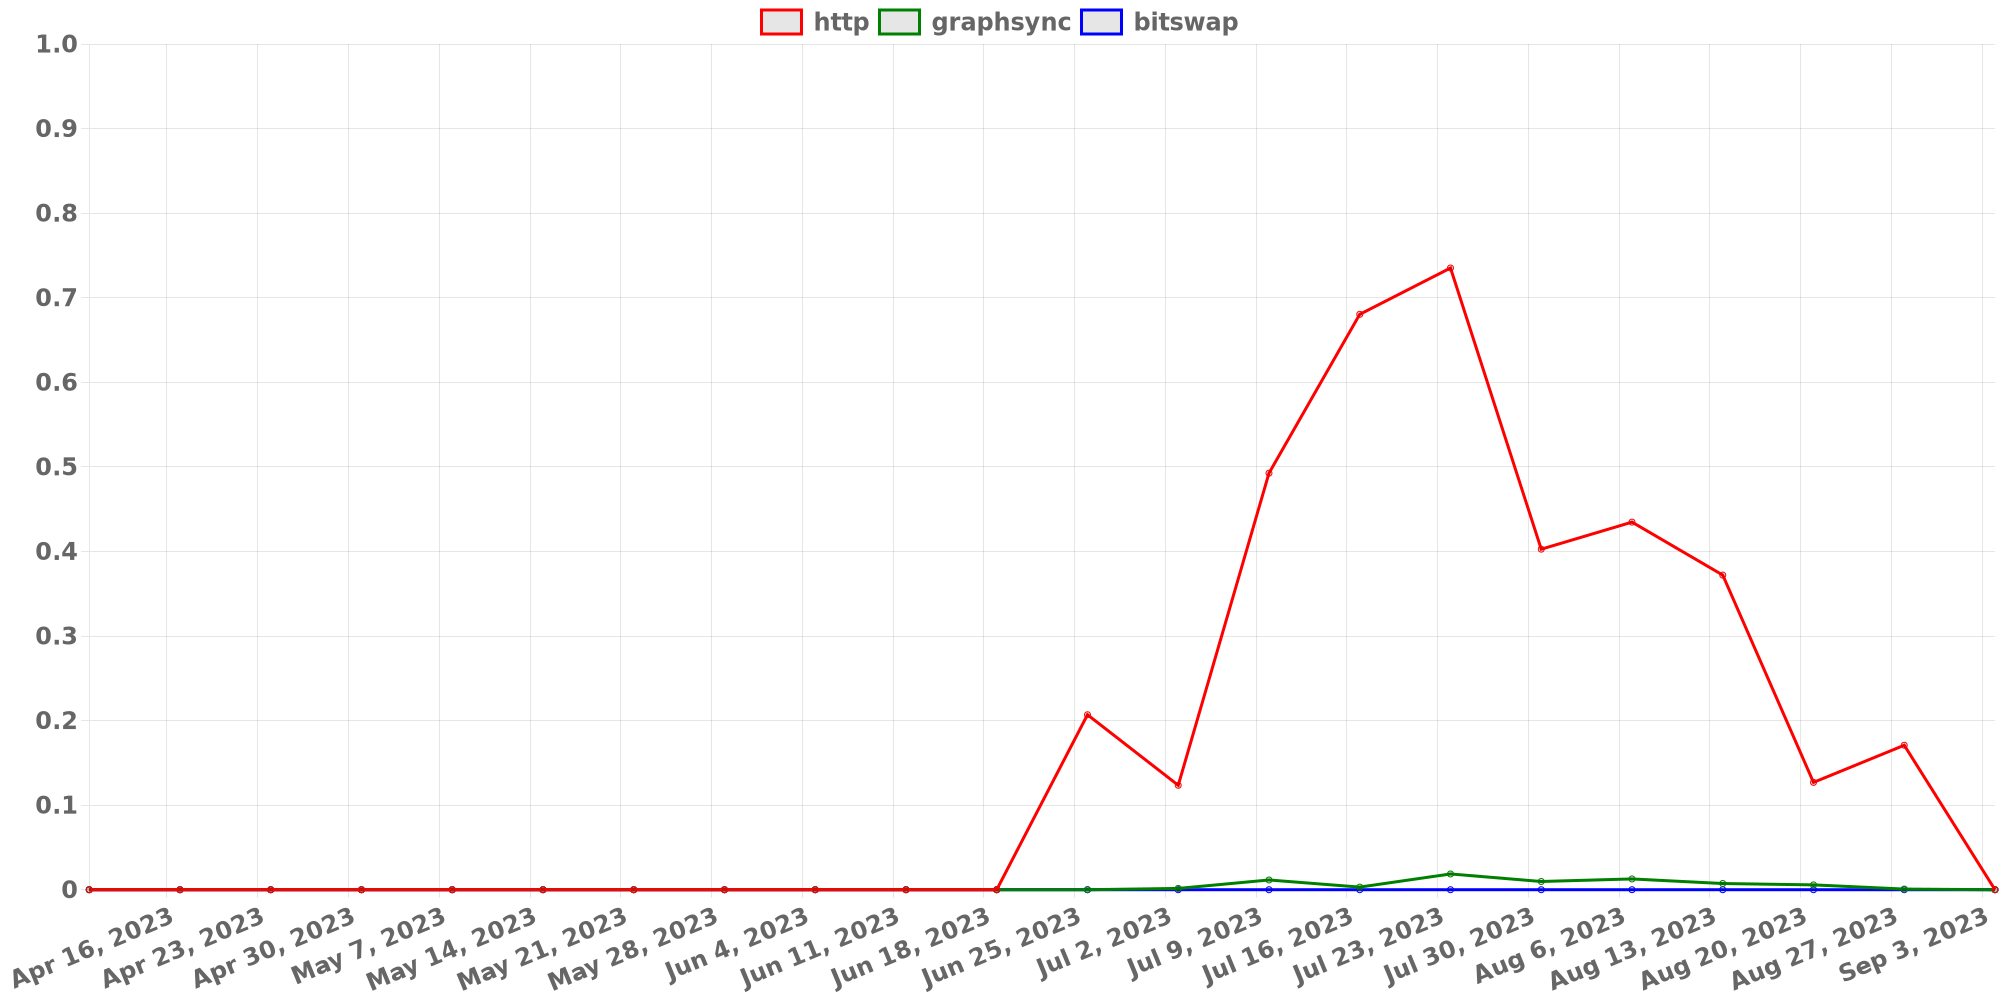 http graphsync bitswap
1.0
0.9
0.8
0.7
0.6
0.5
0.4
0.3
0.2
0.1
0
Apr 16, 2023
Apr 23, 2023
Apr 30, 2023
May 7, 2023
May 14, 2023
May 21, 2023
May 28, 2023
Jun 4, 2023
Jun 11, 2023
Jun 18, 2023
Jun 25, 2023
Jul 2, 2023
Jul 9, 2023
Jul 16, 2023
Jul 23, 2023
Jul 30, 2023
Aug 6, 2023
Aug 13, 2023
Aug 20, 2023
Aug 27, 2023
Sep 3, 2023